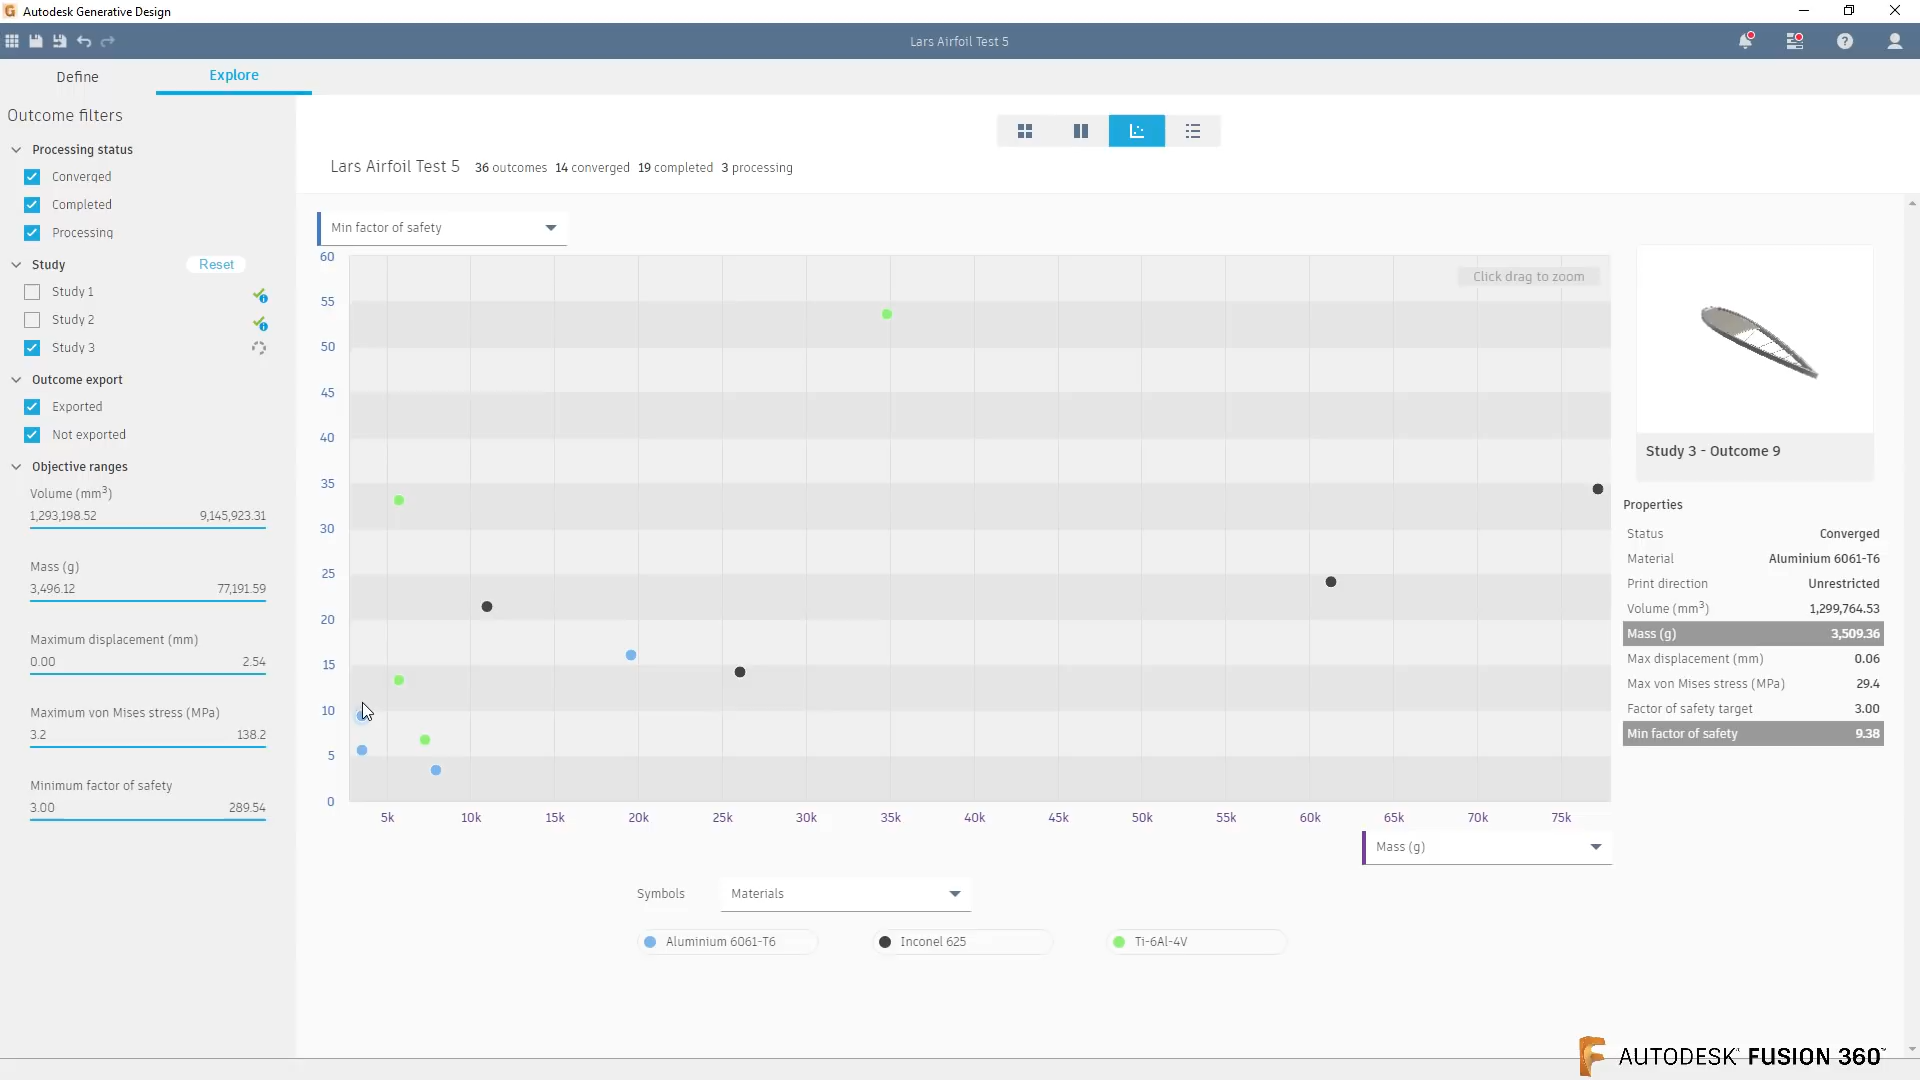 Autodesk Generative Design
Lars Airfoil Test 5
Define
Explore
Outcome filters
Processing status
Converged
Completed
Processing
Study
Reset
Study 1
Study 2
Study 3
Outcome export
Exported
Not exported
Objective ranges
Volume (mm³)
1,293,198.52 9,145,923.31
Mass (g)
3,496.12 77,191.59
Maximum displacement (mm)
0.00 2.54
Maximum von Mises stress (MPa)
3.2 138.2
Minimum factor of safety
3.00 289.54
Lars Airfoil Test 5 36 outcomes 14 converged 19 completed 3 processing
Min factor of safety
Click drag to zoom
60
55
50
45
40
35
30
25
20
15
10
5
0
5k 10k 15k 20k 25k 30k 35k 40k 45k 50k 55k 60k 65k 70k 75k
Mass (g)
Symbols Materials
Aluminium 6061-T6 Inconel 625 Ti-6Al-4V
Study 3 - Outcome 9
Properties
Status Converged
Material Aluminium 6061-T6
Print direction Unrestricted
Volume (mm³) 1,299,764.53
Mass (g) 3,509.36
Max displacement (mm) 0.06
Max von Mises stress (MPa) 29.4
Factor of safety target 3.00
Min factor of safety 9.38
AUTODESK FUSION 360™